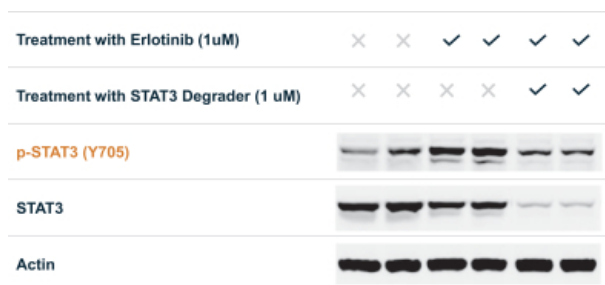 Treatment with Erlotinib (1uM)
Treatment with STAT3 Degrader (1 uM)
p-STAT3 (Y705)
STAT3
Actin